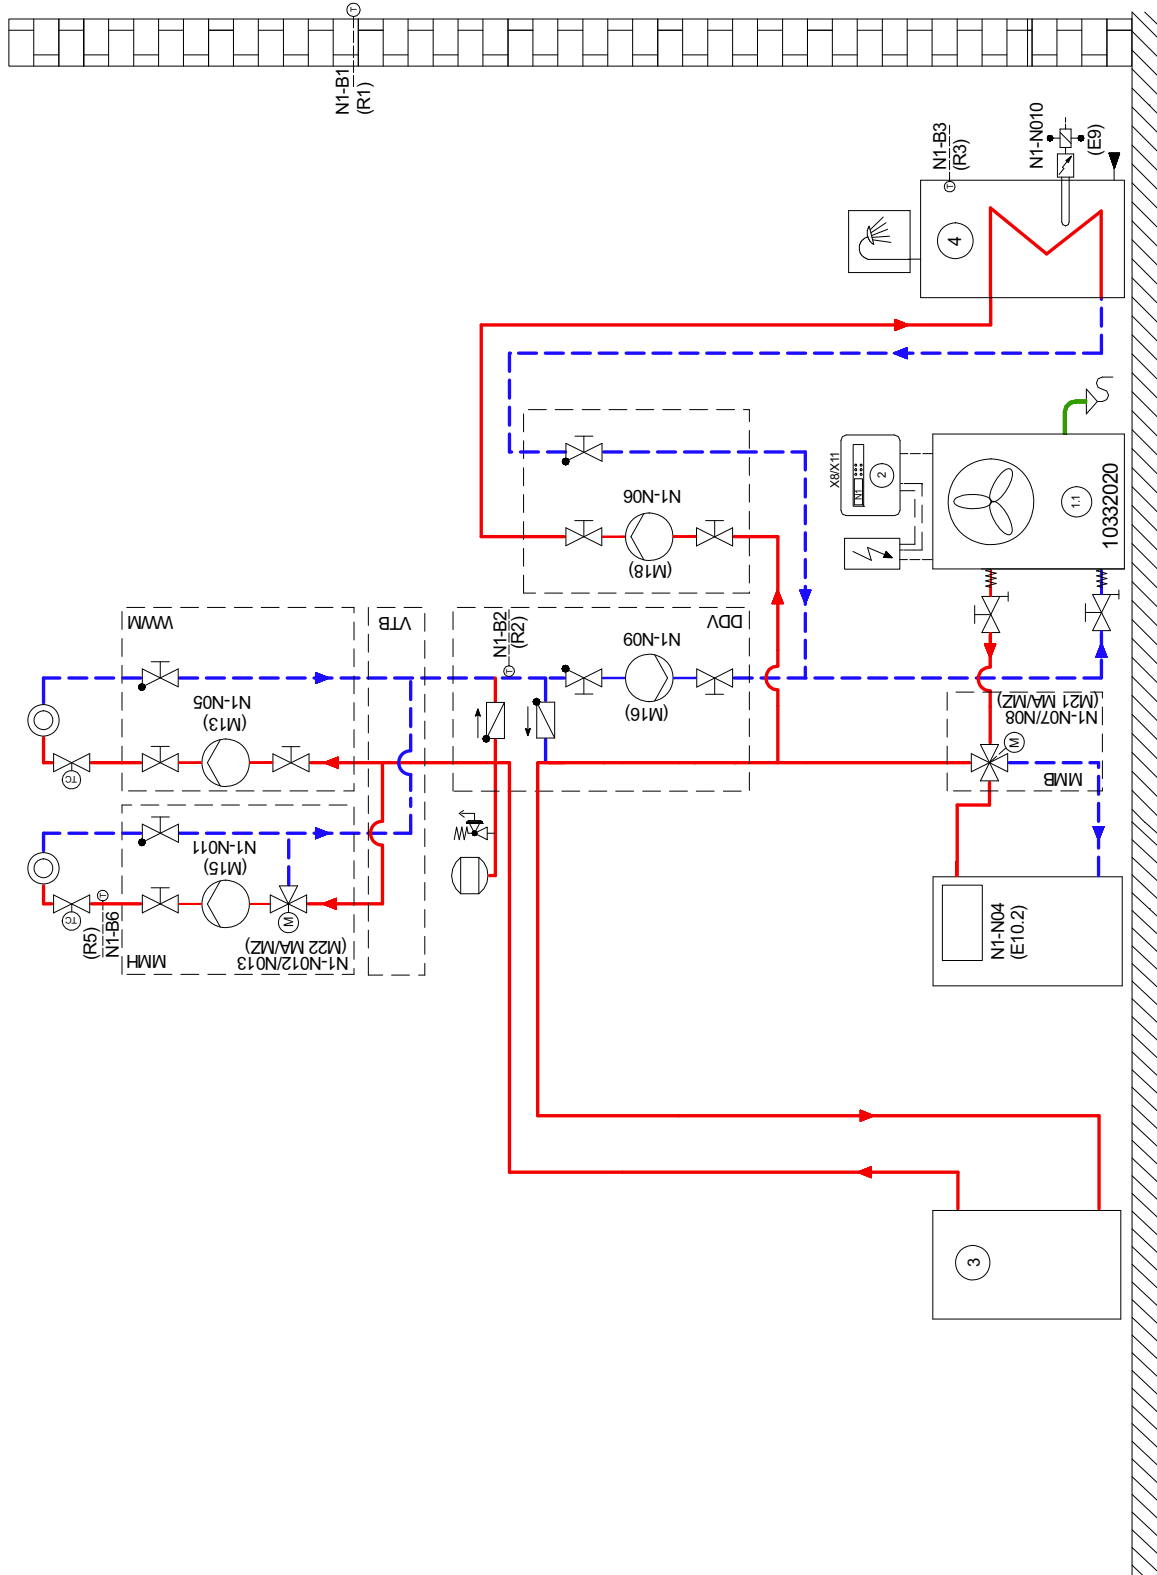 T
N1-B1
(R1)
N1-B3
(R3)
T
N1-N010
(E9)
4
X8/X11
N1
2
1.1
10332020
N1-N06
(M18)
WWM
N1-N05
(M13)
TC
VTB
N1-B2
(R2)
T
DDV
N1-N09
(M16)
N1-N07/N08
(M21 MA/MZ)
M
MMB
N1-N011
(M15)
TC
T
(R5)
N1-B6
M
N1-N012/N013
(M22 MA/MZ)
MMH
N1-N04
(E10.2)
3